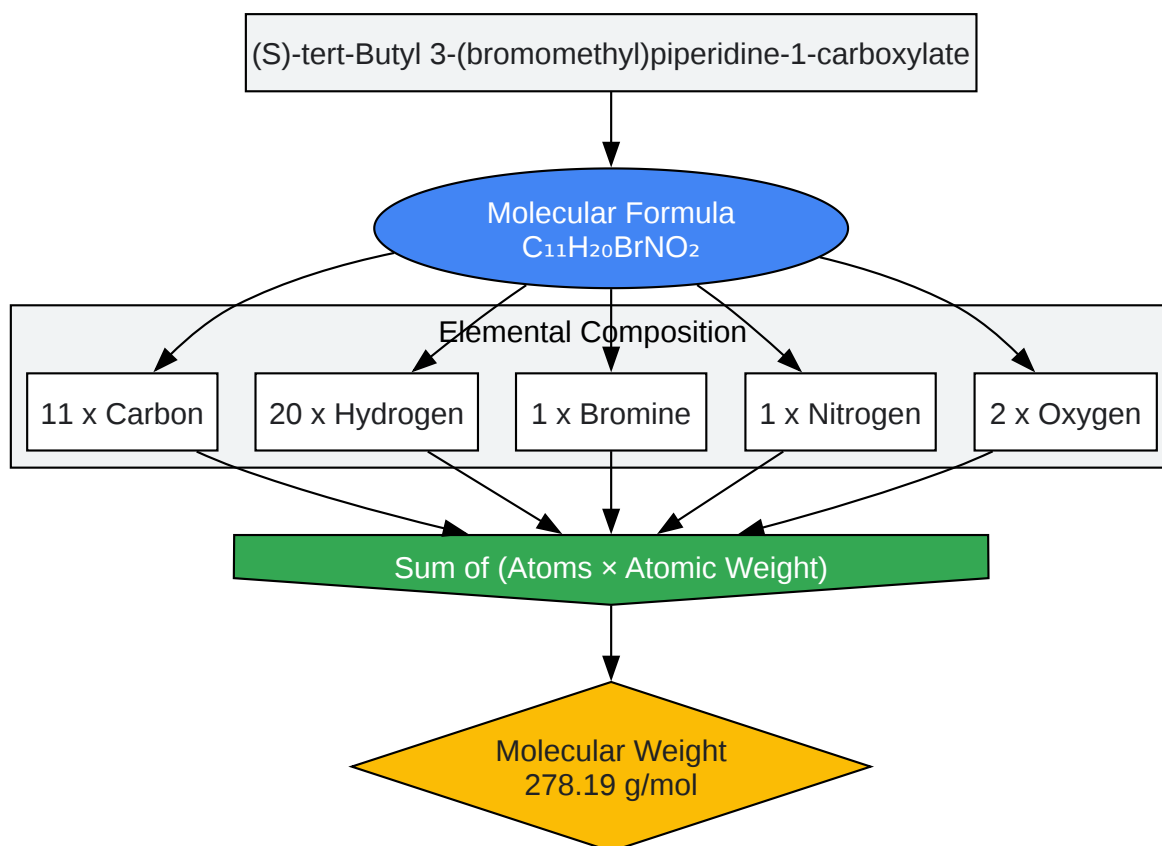 (S)-tert-Butyl 3-(bromomethyl)piperidine-1-carboxylate
Molecular Formula
C₁₁H₂₀BrNO₂
Elemental Composition
11 x Carbon
20 x Hydrogen
1 x Bromine
1 x Nitrogen
2 x Oxygen
Sum of (Atoms × Atomic Weight)
Molecular Weight
278.19 g/mol